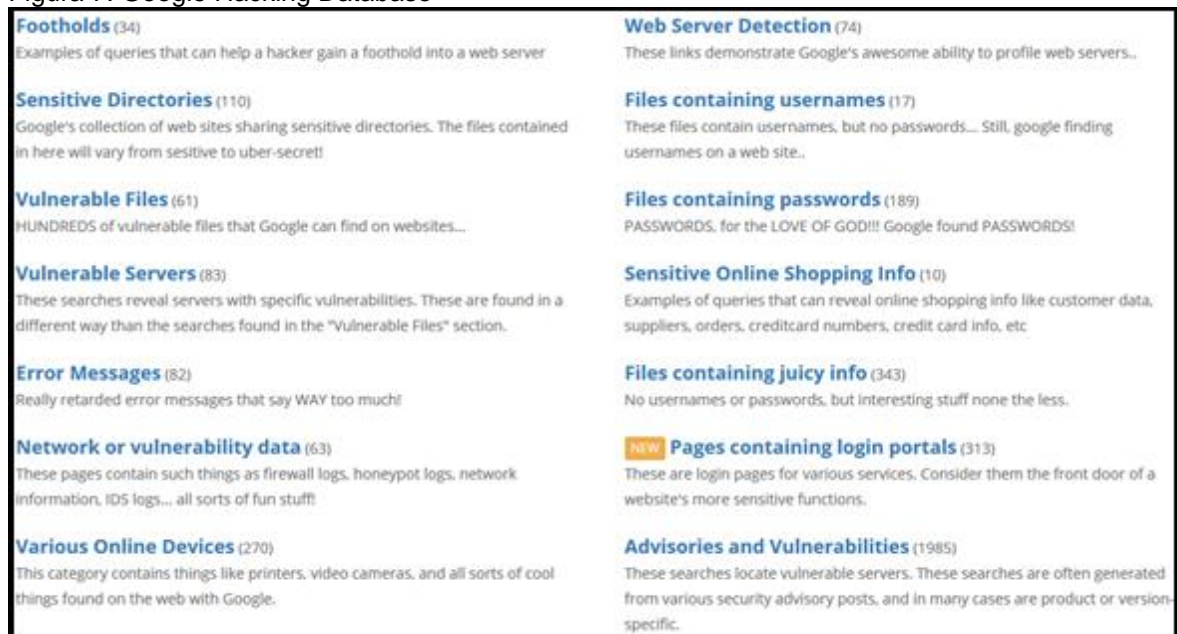 Footholds (34)
Examples of queries that can help a hacker gain a foothold into a web server
Sensitive Directories (110)
Google's collection of web sites sharing sensitive directories. The files contained
in here will vary from sesitive to uber-secret!
Vulnerable Files (61)
HUNDREDS of vulnerable files that Google can find on websites...
Vulnerable Servers (83)
These searches reveal servers with specific vulnerabilities. These are found in a
different way than the searches found in the "Vulnerable Files" section.
Error Messages (82)
Really retarded error messages that say WAY too much!
Network or vulnerability data (63)
These pages contain such things as firewall logs, honeypot logs, network
information, IDS logs... all sorts of fun stuff!
Various Online Devices (270)
This category contains things like printers, video cameras, and all sorts of cool
things found on the web with Google.
Web Server Detection (74)
These links demonstrate Google's awesome ability to profile web servers..
Files containing usernames (17)
These files contain usernames, but no passwords... Still, google finding
usernames on a web site..
Files containing passwords (189)
PASSWORDS, for the LOVE OF GOD!!! Google found PASSWORDS!
Sensitive Online Shopping Info (10)
Examples of queries that can reveal online shopping info like customer data,
suppliers, orders, creditcard numbers, credit card info, etc
Files containing juicy info (343)
No usernames or passwords, but interesting stuff none the less.
NEW Pages containing login portals (313)
These are login pages for various services. Consider them the front door of a
website's more sensitive functions.
Advisories and Vulnerabilities (1985)
These searches locate vulnerable servers. These searches are often generated
from various security advisory posts, and in many cases are product or version-
specific.